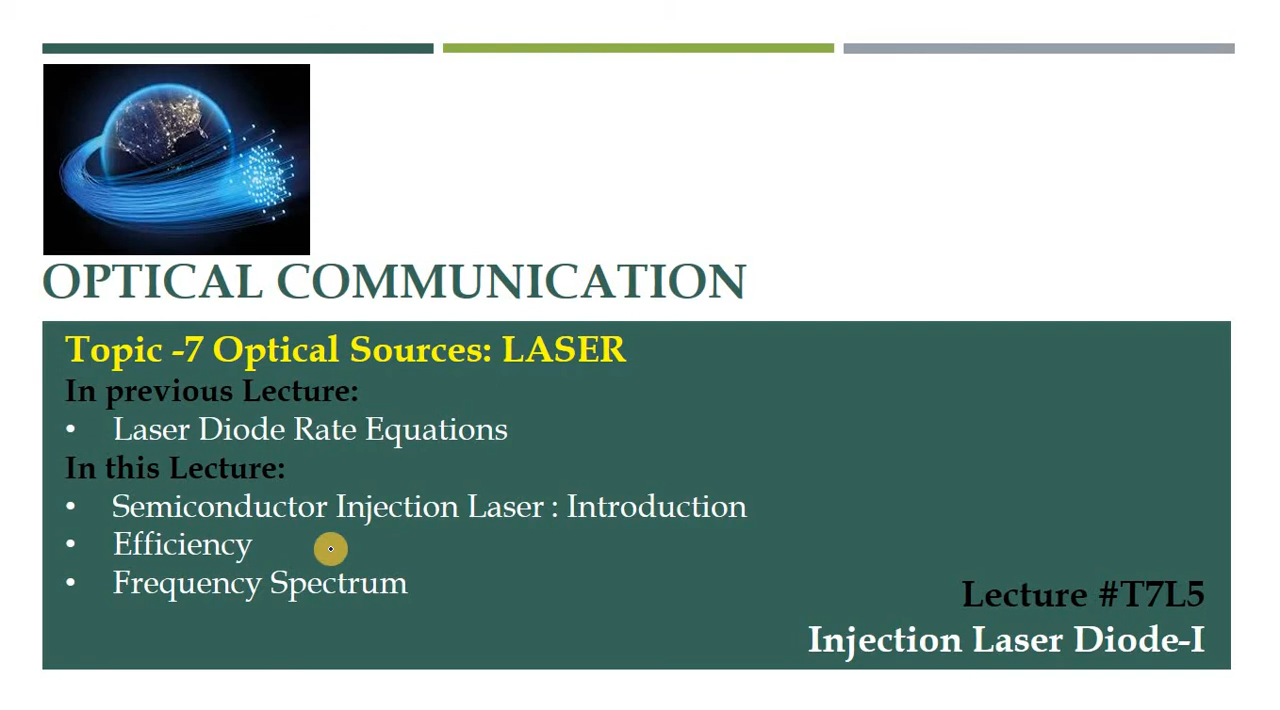 OPTICAL COMMUNICATION
Topic -7 Optical Sources: LASER
In previous Lecture:
• Laser Diode Rate Equations
In this Lecture:
• Semiconductor Injection Laser : Introduction
• Efficiency
• Frequency Spectrum
Lecture #T7L5
Injection Laser Diode-I